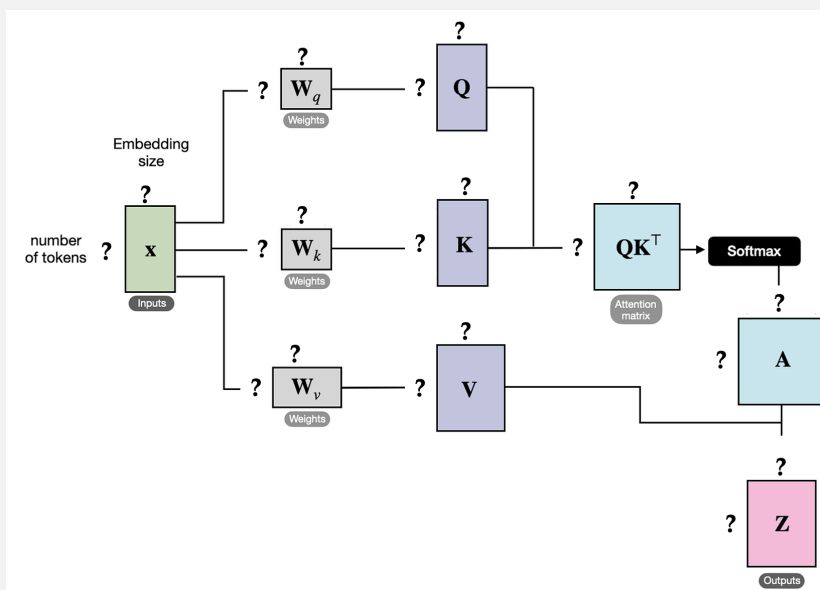 ?
?
W_q
Weights
?
?
Q
Embedding
size
?
number
of tokens
?
x
Inputs
?
?
W_k
Weights
?
?
K
?
?
QK^⊤
Attention
matrix
Softmax
?
?
W_v
Weights
?
?
V
?
?
A
?
?
Z
Outputs